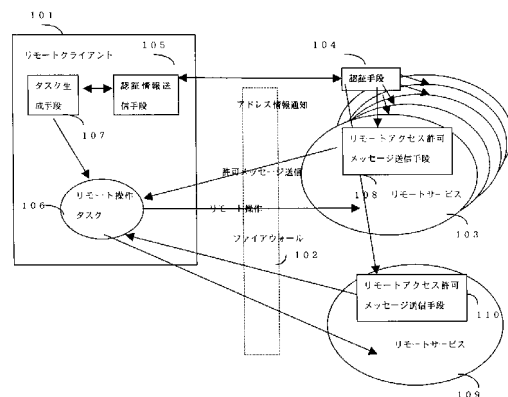 １０１
リモートクライアント
１０５
１０４
タスク生
成手段
認証情報送
信手段
認証手段
１０７
アドレス情報通知
リモートアクセス許可
メッセージ送信手段
許可メッセージ送信
１０８
リモートサービス
１０６
リモート操作
タスク
リモート操作
１０３
ファイアウォール
１０２
リモートアクセス許可
メッセージ送信手段
１１０
リモートサービス
１０９